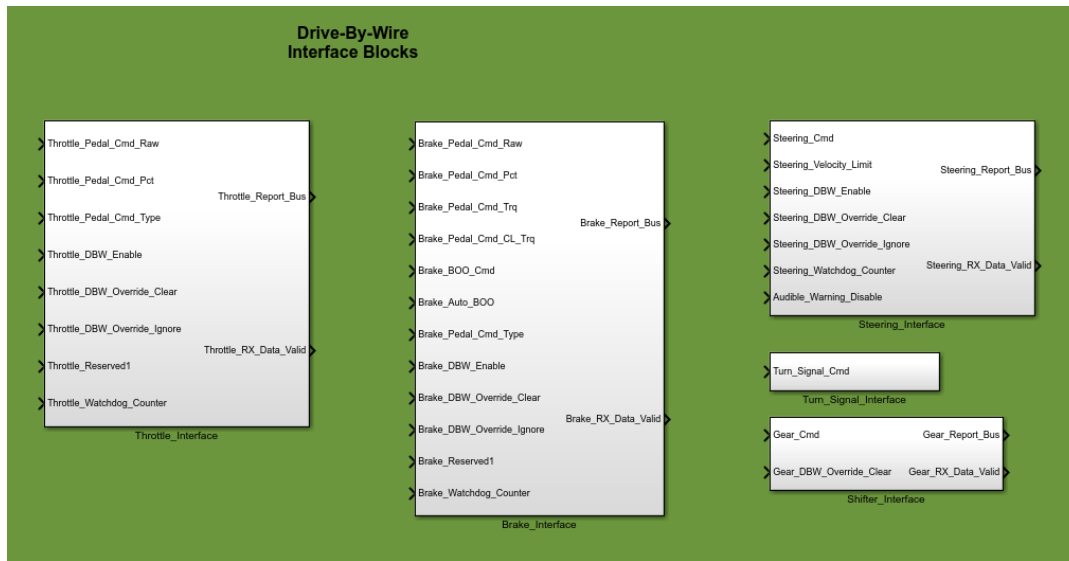 Drive-By-Wire
Interface Blocks
Throttle_Pedal_Cmd_Raw
Throttle_Pedal_Cmd_Pct
Throttle_Pedal_Cmd_Type
Throttle_DBW_Enable
Throttle_DBW_Override_Clear
Throttle_DBW_Override_Ignore
Throttle_Reserved1
Throttle_Watchdog_Counter
Throttle_Report_Bus
Throttle_RX_Data_Valid
Throttle_Interface
Brake_Pedal_Cmd_Raw
Brake_Pedal_Cmd_Pct
Brake_Pedal_Cmd_Trq
Brake_Pedal_Cmd_CL_Trq
Brake_BOO_Cmd
Brake_Auto_BOO
Brake_Pedal_Cmd_Type
Brake_DBW_Enable
Brake_DBW_Override_Clear
Brake_DBW_Override_Ignore
Brake_Reserved1
Brake_Watchdog_Counter
Brake_Report_Bus
Brake_RX_Data_Valid
Brake_Interface
Steering_Cmd
Steering_Velocity_Limit
Steering_DBW_Enable
Steering_DBW_Override_Clear
Steering_DBW_Override_Ignore
Steering_Watchdog_Counter
Audible_Warning_Disable
Steering_Report_Bus
Steering_RX_Data_Valid
Steering_Interface
Turn_Signal_Cmd
Turn_Signal_Interface
Gear_Cmd
Gear_DBW_Override_Clear
Gear_Report_Bus
Gear_RX_Data_Valid
Shifter_Interface